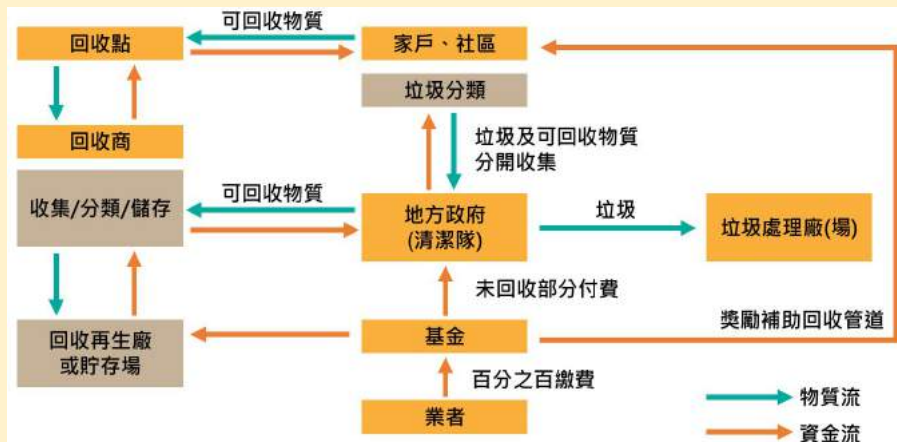 可回收物質
回收點
家戶、社區
垃圾分類
回收商
垃圾及可回收物質
分開收集
收集/分類/儲存
可回收物質
地方政府
(清潔隊)
垃圾
垃圾處理廠(場)
未回收部分付費
回收再生廠
或貯存場
基金
獎勵補助回收管道
百分之百繳費
業者
物質流
資金流